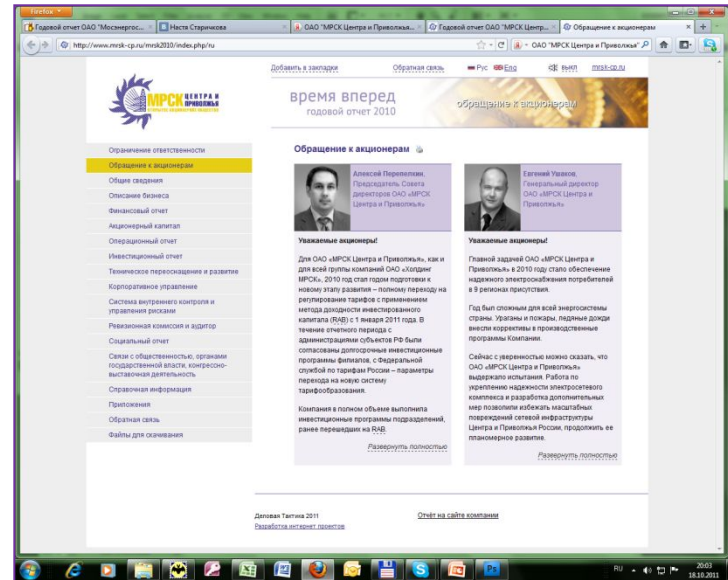 Firefox
Годовой отчет ОАО "Мосэнергос...
Настя Старичкова
ОАО "МРСК Центра и Приволжья...
Годовой отчет ОАО "МРСК Центр...
Обращение к акционерам
http://www.mrsk-cp.ru/mrsk2010/index.php/ru
ОАО "МРСК Центра и Приволжья"
Добавить в закладки
Обратная связь
Рус
Eng
выкл
mrsk-cp.ru
МРСК ЦЕНТРА И ПРИВОЛЖЬЯ
время вперед
годовой отчет 2010
обращение к акционерам
Ограничение ответственности
Обращение к акционерам
Общие сведения
Описание бизнеса
Финансовый отчет
Акционерный капитал
Операционный отчет
Инвестиционный отчет
Техническое переоснащение и развитие
Корпоративное управление
Система внутреннего контроля и
управления рисками
Ревизионная комиссия и аудитор
Социальный отчет
Связи с общественностью, органами
государственной власти, конгрессно-
выставочная деятельность
Справочная информация
Приложения
Обратная связь
Файлы для скачивания
Обращение к акционерам
Алексей Перепелкин,
Председатель Совета
директоров ОАО «МРСК
Центра и Приволжья»
Уважаемые акционеры!
Для ОАО «МРСК Центра и Приволжья», как и
для всей группы компаний ОАО «Холдинг
МРСК», 2010 год стал годом подготовки к
новому этапу развития – полному переходу на
регулирование тарифов с применением
метода доходности инвестированного
капитала (RAB) с 1 января 2011 года. В
течение отчетного периода с
администрациями субъектов РФ были
согласованы долгосрочные инвестиционные
программы филиалов, с Федеральной
службой по тарифам России – параметры
перехода на новую систему
тарифообразования.
Компания в полном объеме выполнила
инвестиционные программы подразделений,
ранее перешедших на RAB.
Развернуть полностью
Евгений Ушаков,
Генеральный директор
ОАО «МРСК Центра и
Приволжья»
Уважаемые акционеры!
Главной задачей ОАО «МРСК Центра и
Приволжья» в 2010 году стало обеспечение
надежного электроснабжения потребителей
в 9 регионах присутствия.
Год был сложным для всей энергосистемы
страны. Ураганы и пожары, ледяные дожди
внесли коррективы в производственные
программы Компании.
Сейчас с уверенностью можно сказать, что
ОАО «МРСК Центра и Приволжья»
выдержало испытания. Работа по
укреплению надежности электросетевого
комплекса и разработка дополнительных
мер позволили избежать масштабных
повреждений сетевой инфраструктуры
Центра и Приволжья России, продолжить ее
планомерное развитие.
Развернуть полностью
Деловая Тактика 2011
Разработка интернет проектов
Отчёт на сайте компании
RU
20:03
18.10.2011